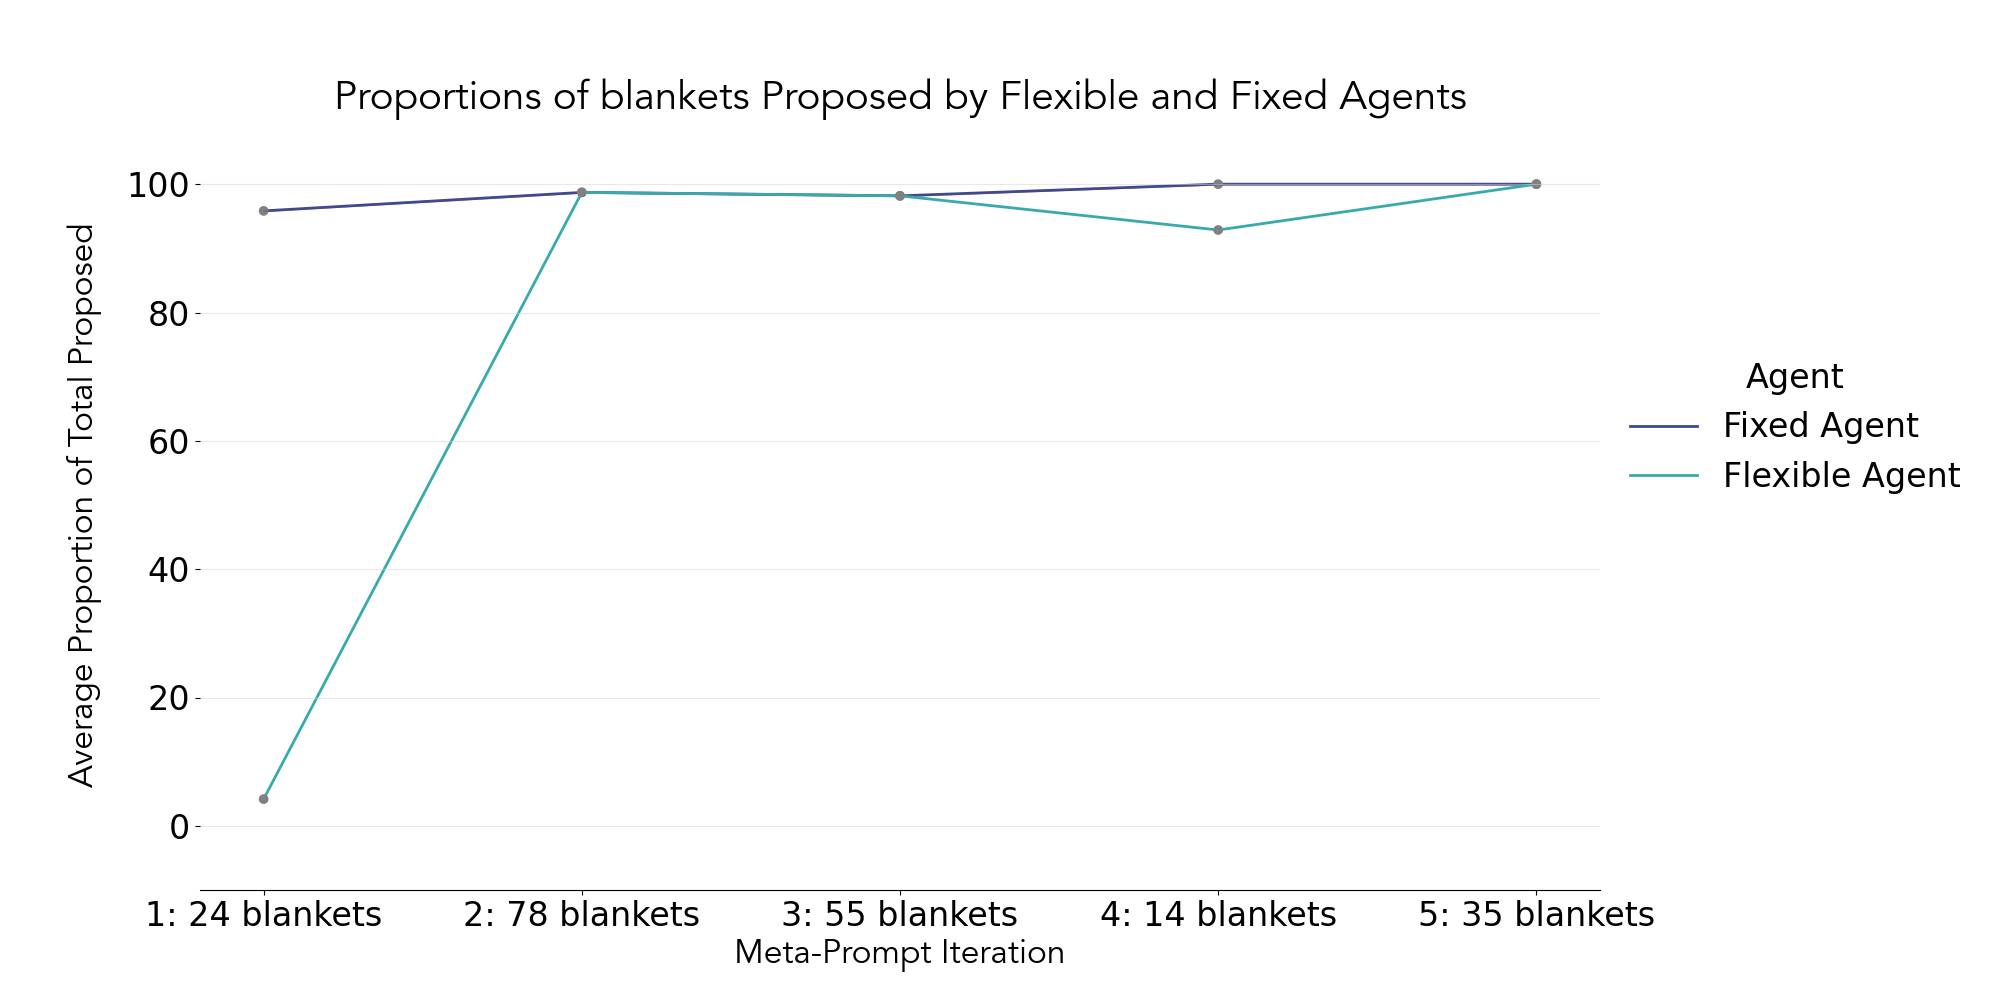 Proportions of blankets Proposed by Flexible and Fixed Agents
Average Proportion of Total Proposed
100
80
60
40
20
0
1: 24 blankets
2: 78 blankets
3: 55 blankets
4: 14 blankets
5: 35 blankets
Meta-Prompt Iteration
Agent
Fixed Agent
Flexible Agent